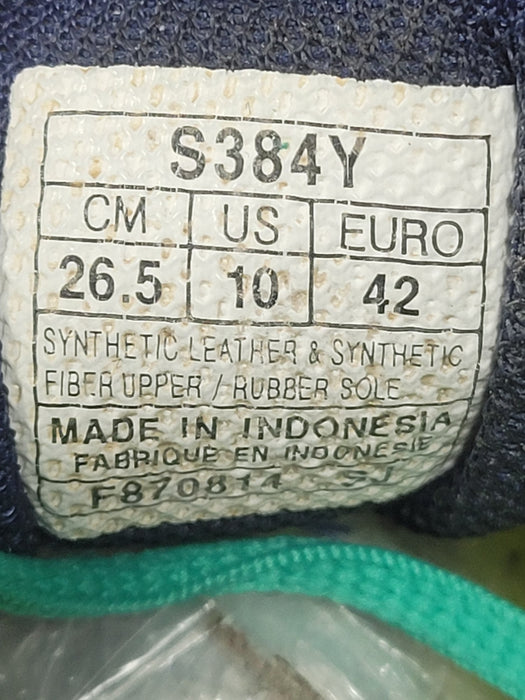 S384Y
CM US EURO
26.5 10 42
SYNTHETIC LEATHER & SYNTHETIC
FIBER UPPER / RUBBER SOLE
MADE IN INDONESIA
FABRIQUE EN INDONESIE
F870814 SJ